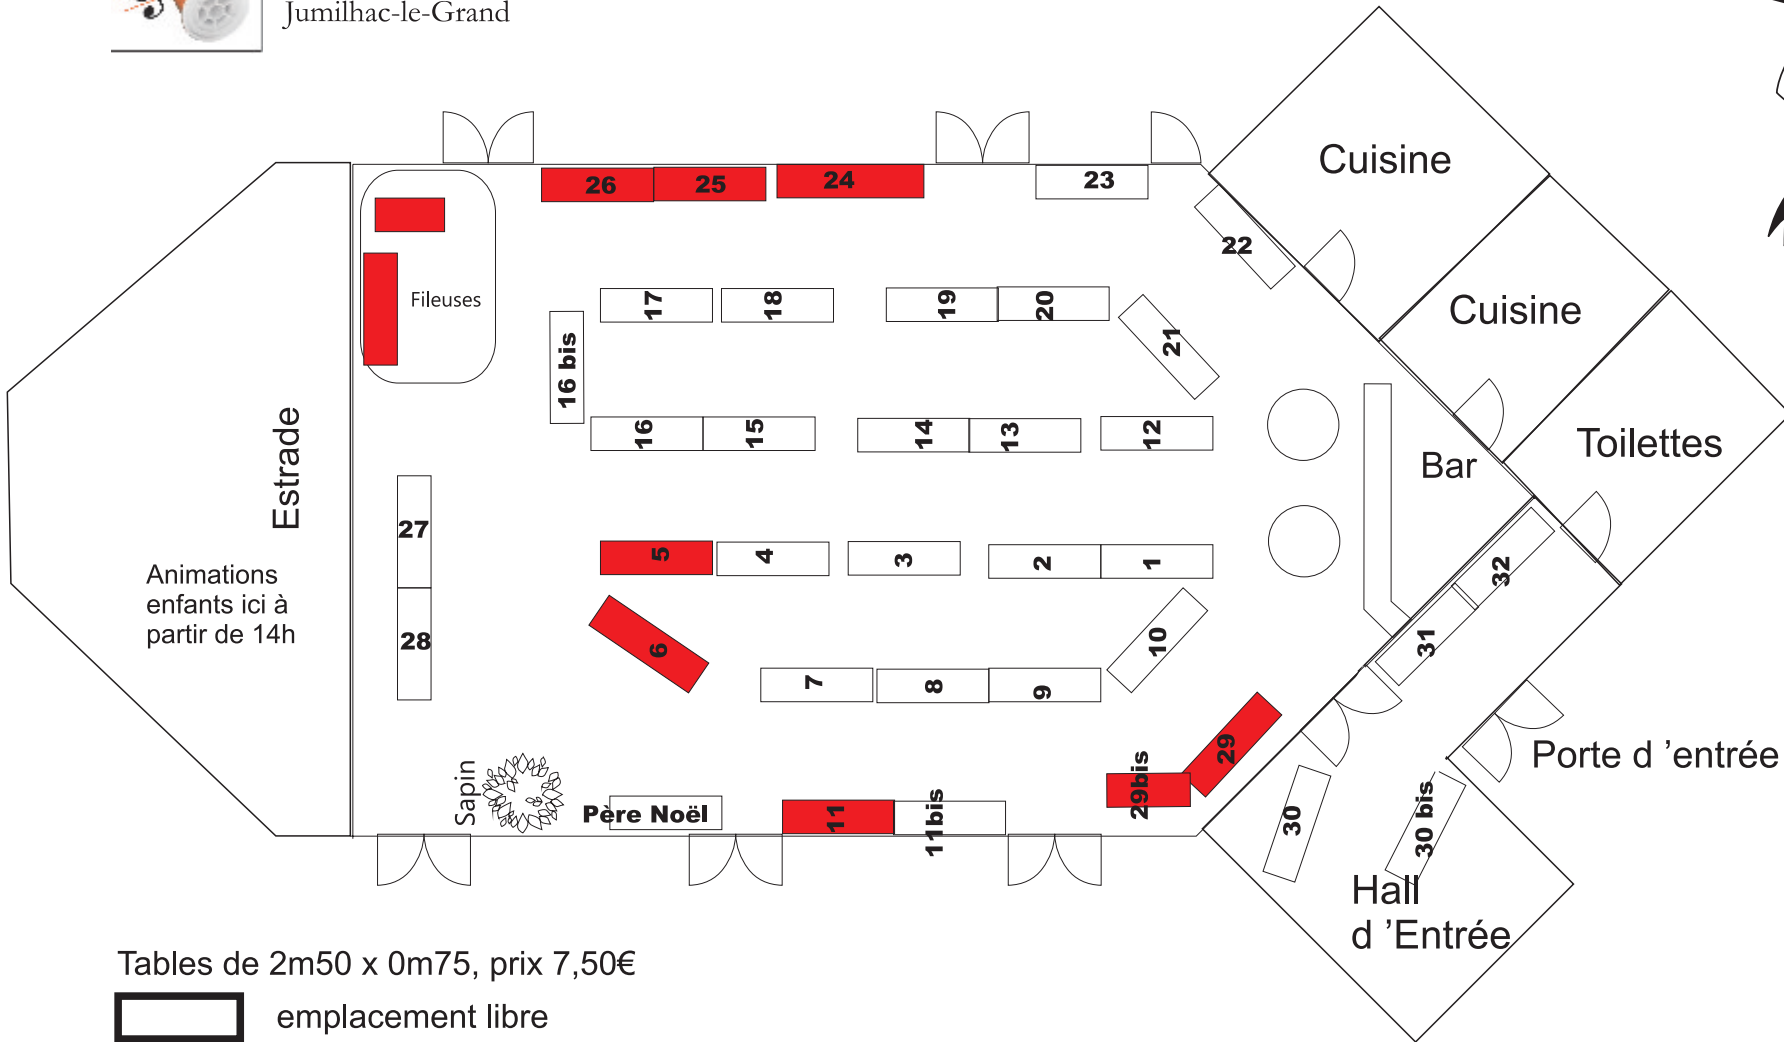 Jumilhac-le-Grand
Cuisine
26
25
24
23
22
Cuisine
Fileuses
17
18
19
20
21
16 bis
16
15
14
13
12
Bar
Toilettes
Estrade
27
5
4
3
2
1
32
Animations
enfants ici à
partir de 14h
28
6
10
31
7
8
9
29
Porte d ’entrée
Sapin
29bis
Père Noël
11
11bis
30
30 bis
Hall
d ’Entrée
Tables de 2m50 x 0m75, prix 7,50€
emplacement libre